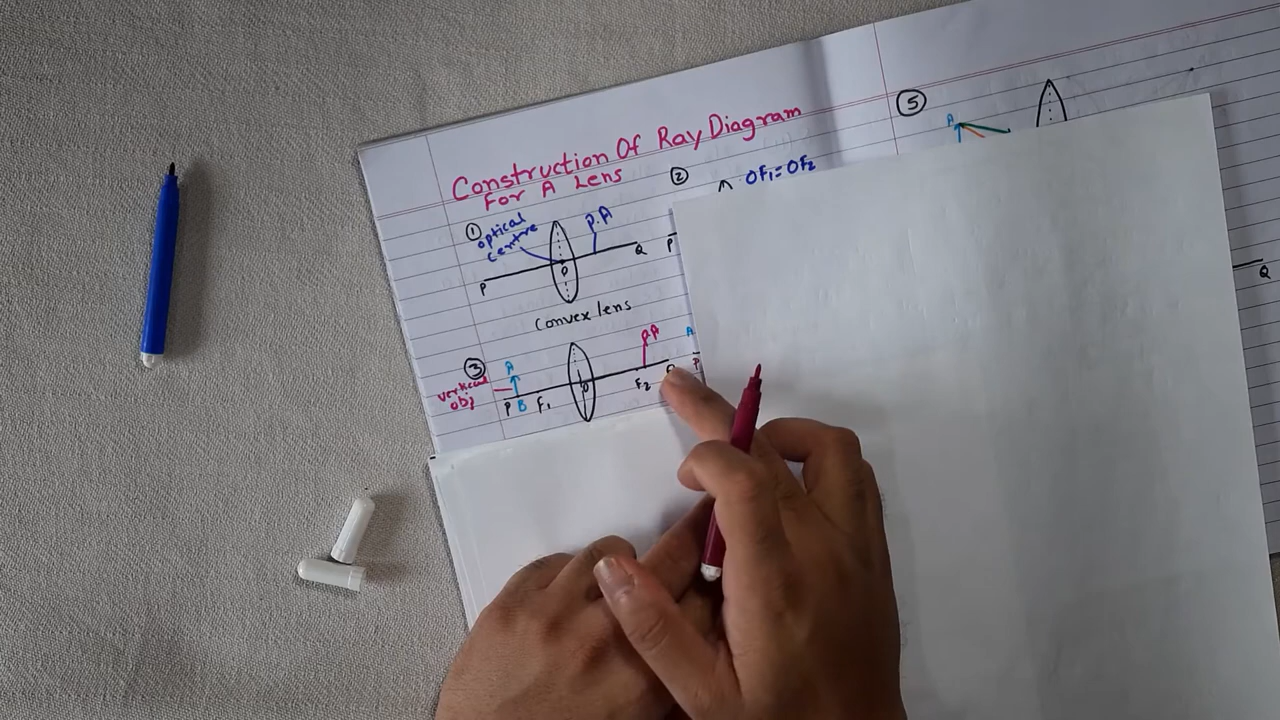 Construction Of Ray Diagram
For A Lens
①
optical
centre
P.A
O
P
Q
Convex lens
②
OF₁=OF₂
P
③
vertical
obj
A
P B F₁
O
P.A
F₂
A
P
⑤
A
Q